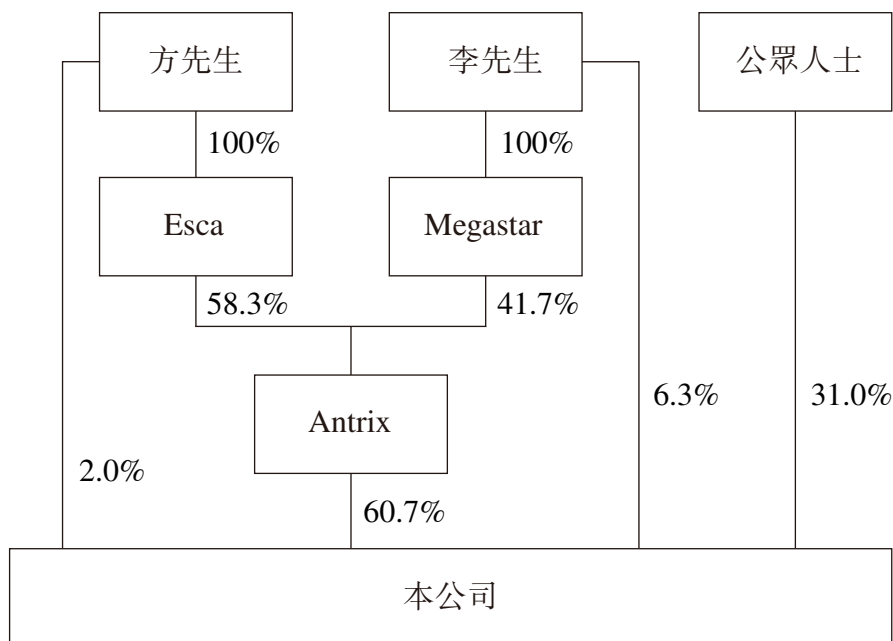 方先生
李先生
公眾人士
100%
100%
Esca
Megastar
58.3%
41.7%
Antrix
6.3%
31.0%
2.0%
60.7%
本公司